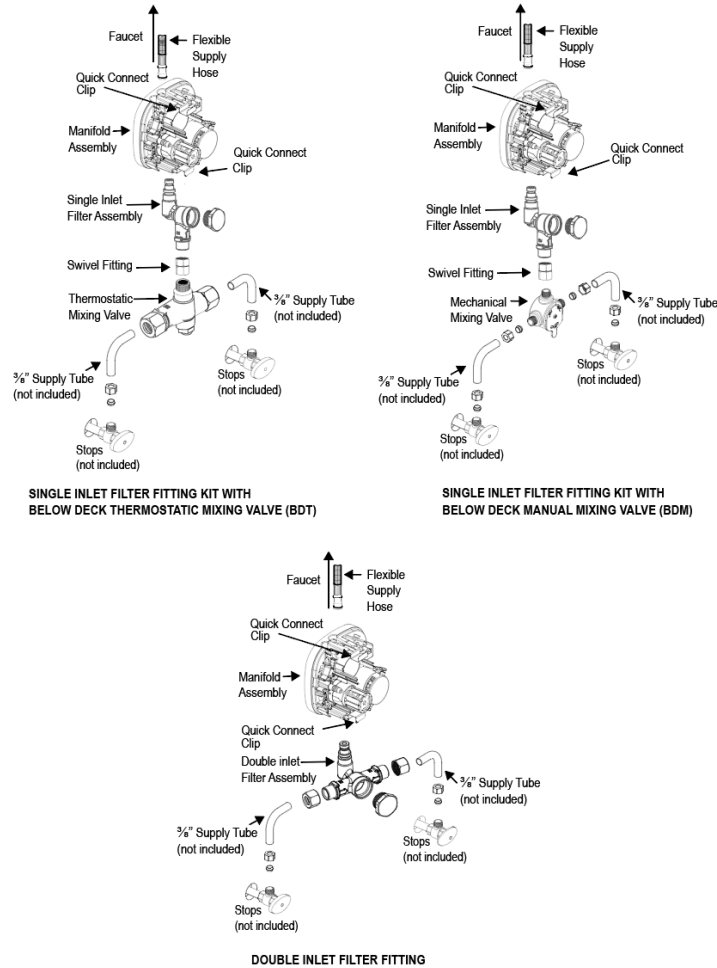 Faucet
Flexible
Supply
Hose
Quick Connect
Clip
Manifold
Assembly
Quick Connect
Clip
Single Inlet
Filter Assembly
Swivel Fitting
Thermostatic
Mixing Valve
⅜" Supply Tube
(not included)
⅜" Supply Tube
(not included)
Stops
(not included)
Stops
(not included)
SINGLE INLET FILTER FITTING KIT WITH
BELOW DECK THERMOSTATIC MIXING VALVE (BDT)
Faucet
Flexible
Supply
Hose
Quick Connect
Clip
Manifold
Assembly
Quick Connect
Clip
Single Inlet
Filter Assembly
Swivel Fitting
Mechanical
Mixing Valve
⅜" Supply Tube
(not included)
⅜" Supply Tube
(not included)
Stops
(not included)
Stops
(not included)
SINGLE INLET FILTER FITTING KIT WITH
BELOW DECK MANUAL MIXING VALVE (BDM)
Faucet
Flexible
Supply
Hose
Quick Connect
Clip
Manifold
Assembly
Quick Connect
Clip
Double inlet
Filter Assembly
⅜" Supply Tube
(not included)
⅜" Supply Tube
(not included)
Stops
(not included)
Stops
(not included)
DOUBLE INLET FILTER FITTING